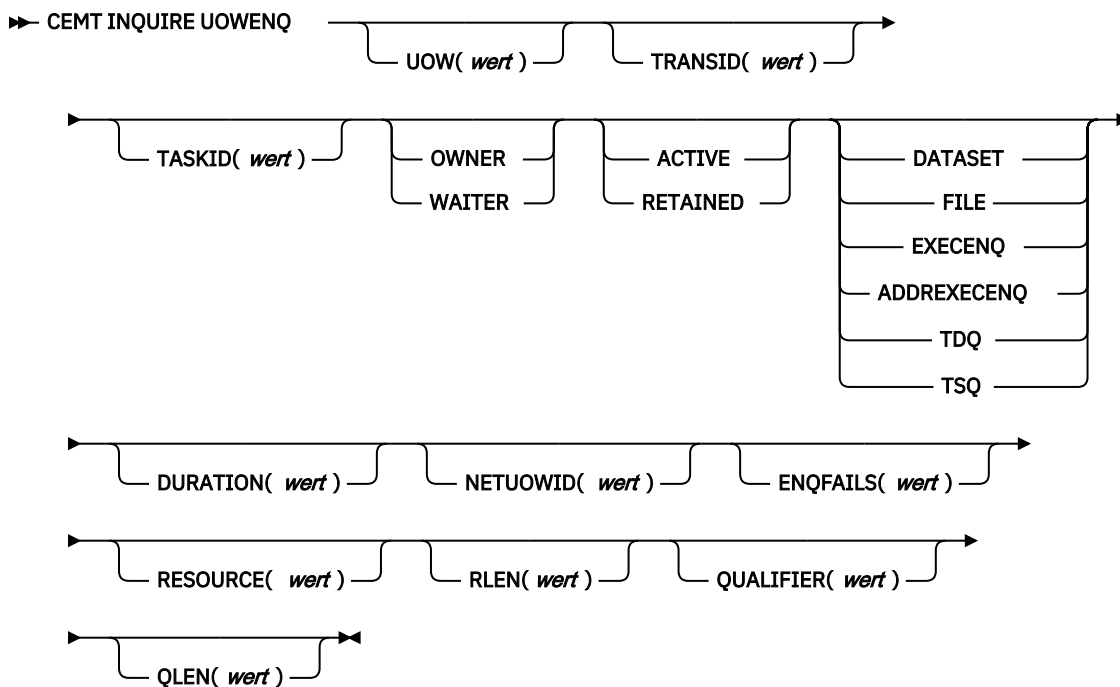 CEMT INQUIRE UOWENQ
UOW( wert )
TRANSID( wert )
TASKID( wert )
OWNER
WAITER
ACTIVE
RETAINED
DATASET
FILE
EXECENQ
ADDREXECENQ
TDQ
TSQ
DURATION( wert )
NETUOWID( wert )
ENQFAILS( wert )
RESOURCE( wert )
RLEN( wert )
QUALIFIER( wert )
QLEN( wert )